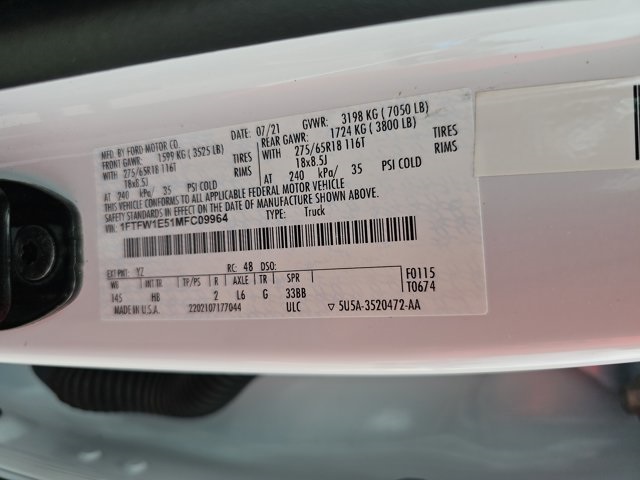 MFD. BY FORD MOTOR CO. DATE: 07/21 GVWR: 3198 KG ( 7050 LB)
FRONT GAWR: 1599 KG ( 3525 LB) REAR GAWR: 1724 KG ( 3800 LB)
WITH 275/65R18 116T TIRES WITH 275/65R18 116T TIRES
18x8.5J RIMS 18x8.5J RIMS
AT 240 kPa/ 35 PSI COLD AT 240 kPa/ 35 PSI COLD
THIS VEHICLE CONFORMS TO ALL APPLICABLE FEDERAL MOTOR VEHICLE
SAFETY STANDARDS IN EFFECT ON THE DATE OF MANUFACTURE SHOWN ABOVE.
VIN: 1FTFW1E51MFC09964 TYPE: Truck
EXT PNT: YZ RC: 48 DSO: F0115
WB TP/PS R AXLE TR SPR T0674
145 HB 2 L6 G 33BB
MADE IN U.S.A. 2202107177044 ULC ▽ 5U5A-3520472-AA